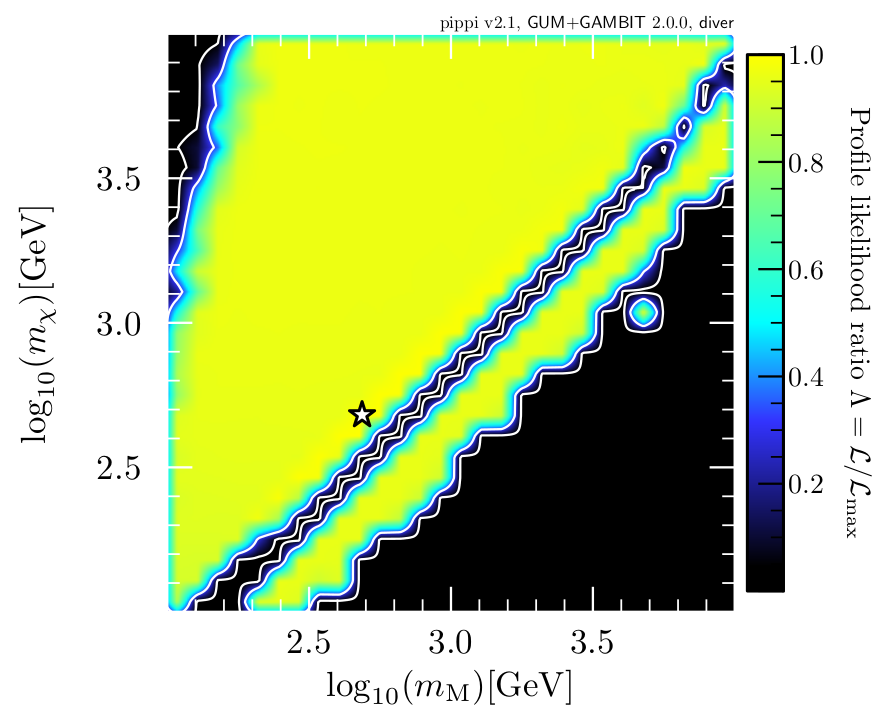 pippi v2.1, GUM+GAMBIT 2.0.0, diver
1.0
0.8
0.6
0.4
0.2
Profile likelihood ratio Λ = ℒ/ℒmax
3.5
3.0
2.5
log10(mχ)[GeV]
2.5 3.0 3.5
log10(mM)[GeV]